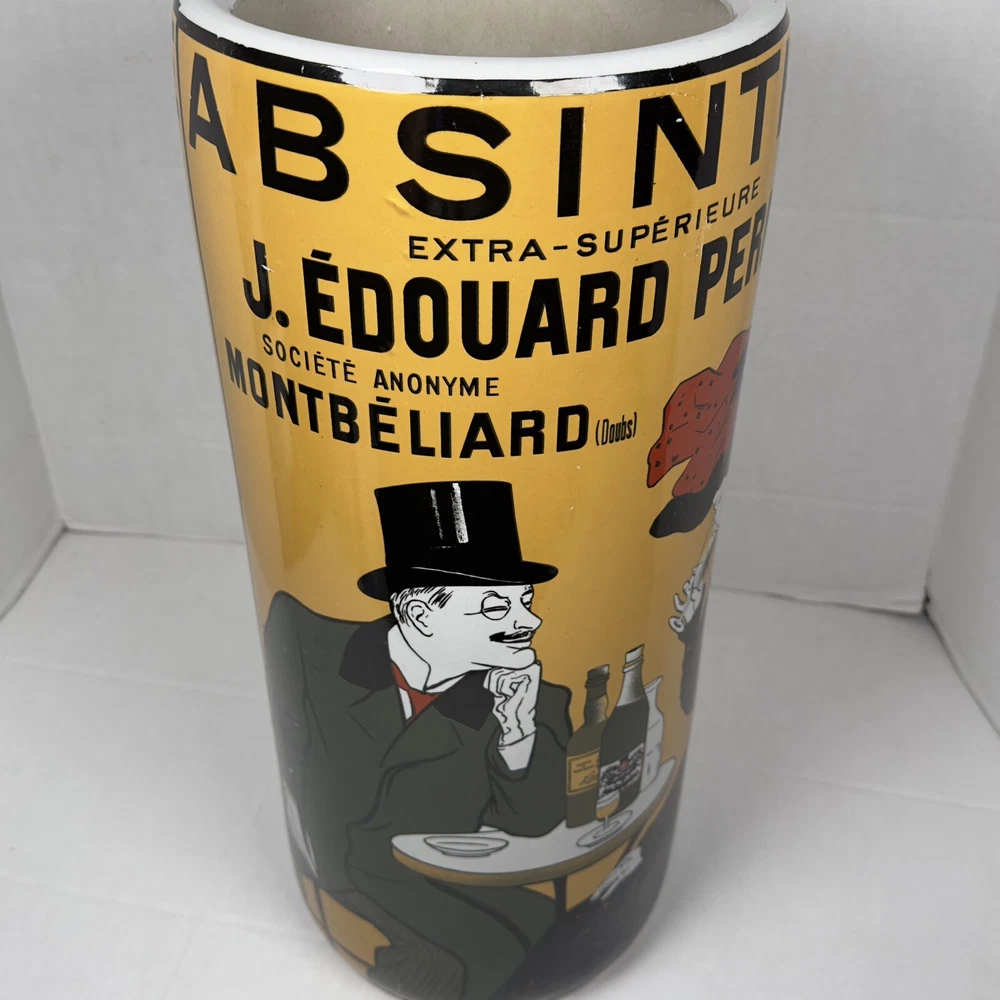 ABSINT
EXTRA-SUPÉRIEURE
J. ÉDOUARD PER
SOCIÉTÉ ANONYME
MONTBÉLIARD (Doubs)